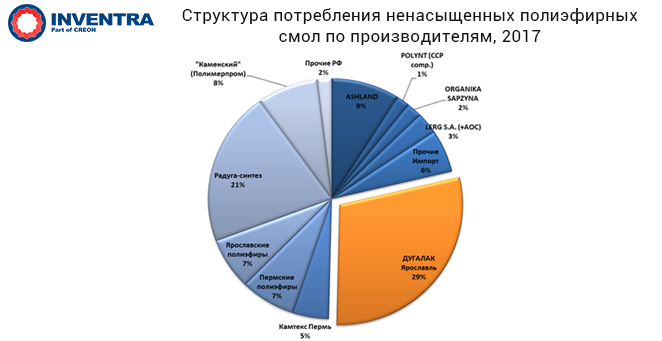 INVENTRA
Part of CREON
Структура потребления ненасыщенных полиэфирных
смол по производителям, 2017
"Каменский"
(Полимерпром)
8%
Прочие РФ
2%
ASHLAND
9%
POLYNT (CCP
comp.)
1%
ORGANIKA
SAPZYNA
2%
LERG S.A. (+AOC)
3%
Прочие
Импорт
6%
Радуга-синтез
21%
Ярославские
полиэфиры
7%
Пермские
полиэфиры
7%
Камтекс Пермь
5%
ДУГАЛАК
Ярославль
29%